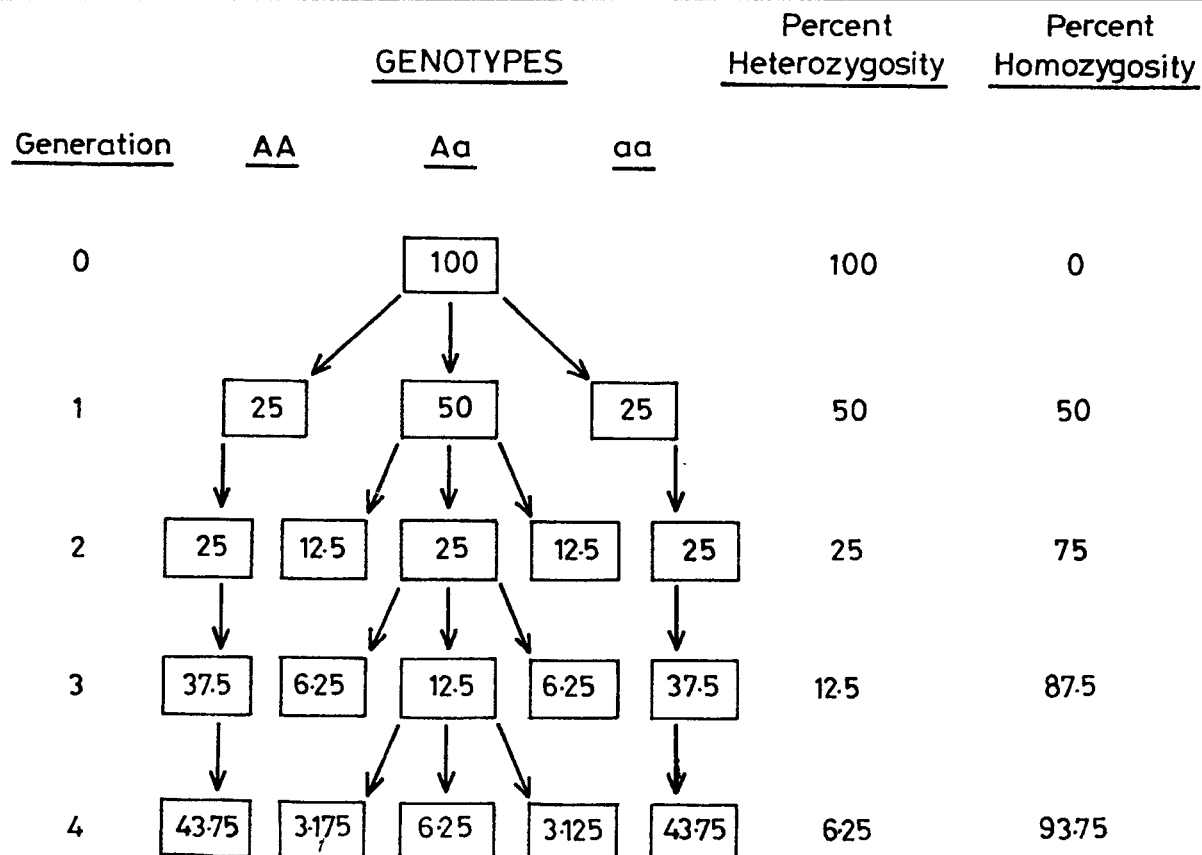 Percent Percent
GENOTYPES Heterozygosity Homozygosity
Generation AA Aa aa
0 100 100 0
1 25 50 25 50 50
2 25 12·5 25 12·5 25 25 75
3 37·5 6·25 12·5 6·25 37·5 12·5 87·5
4 43·75 3·175 6·25 3·125 43·75 6·25 93·75